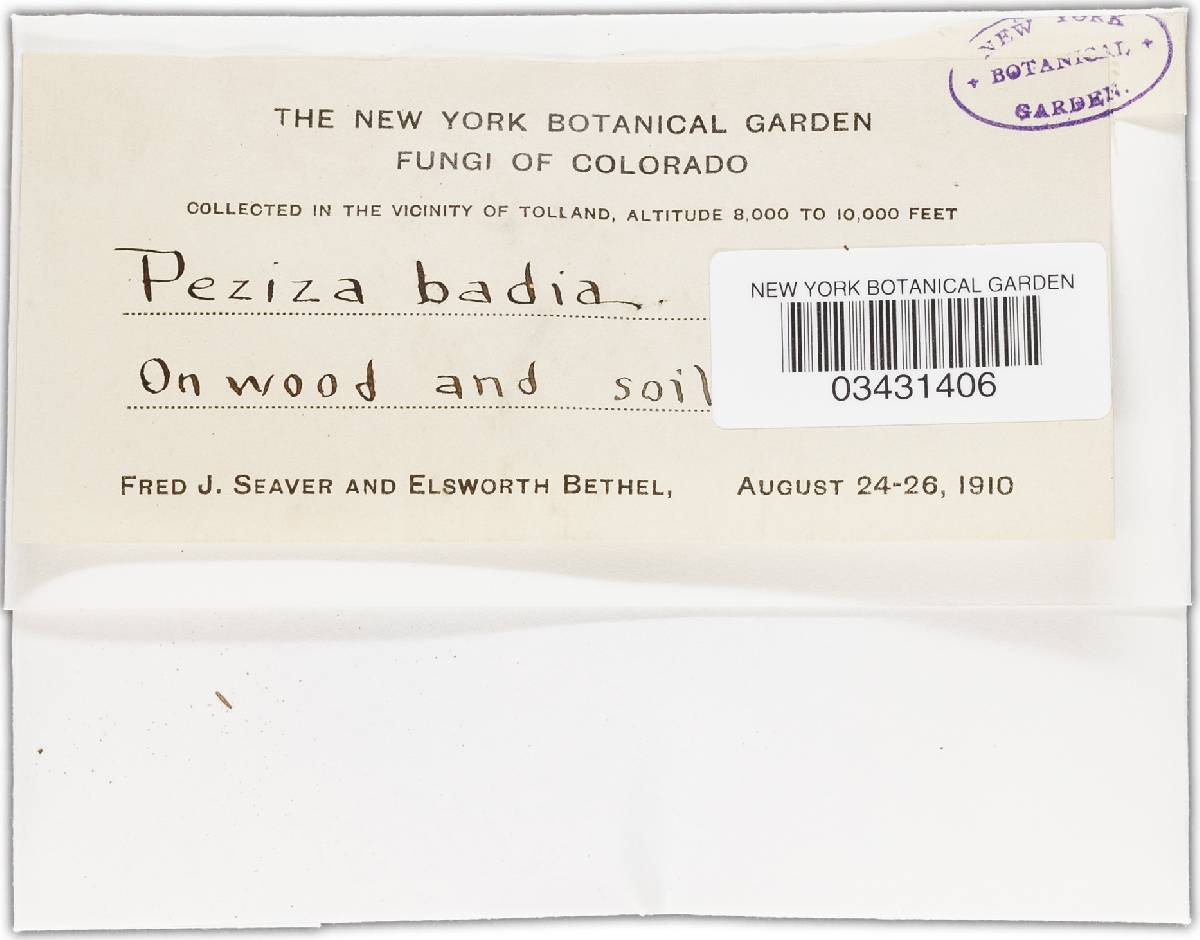 NEW YORK
BOTANICAL
GARDEN.
THE NEW YORK BOTANICAL GARDEN
FUNGI OF COLORADO
COLLECTED IN THE VICINITY OF TOLLAND, ALTITUDE 8,000 TO 10,000 FEET
Peziza badia.
On wood and soil
NEW YORK BOTANICAL GARDEN
03431406
FRED J. SEAVER AND ELSWORTH BETHEL, AUGUST 24-26, 1910